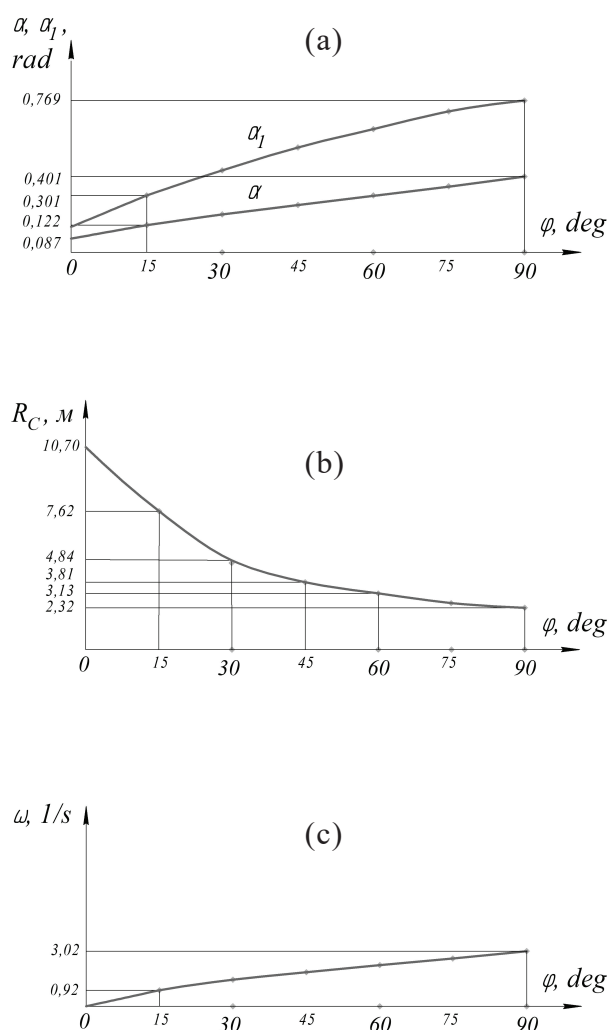 α, α₁,
rad
(a)
0,769
α₁
0,401
0,301
α
0,122
0,087
φ, deg
0 15 30 45 60 75 90
R_C, м
(b)
10,70
7,62
4,84
3,81
3,13
2,32
φ, deg
0 15 30 45 60 75 90
ω, 1/s
(c)
3,02
0,92
φ, deg
0 15 30 45 60 75 90